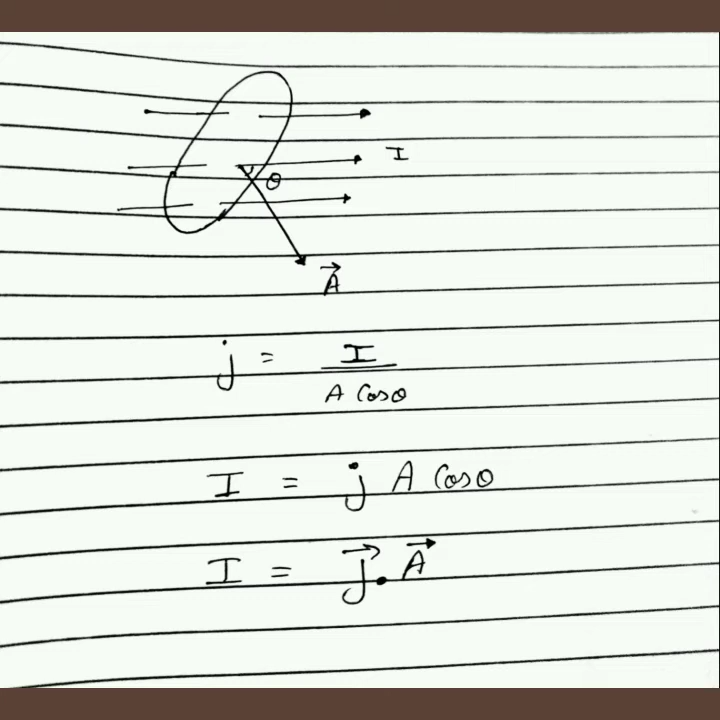 I
θ
→A
j = I / A Cosθ
I = j A Cosθ
I = →j . →A